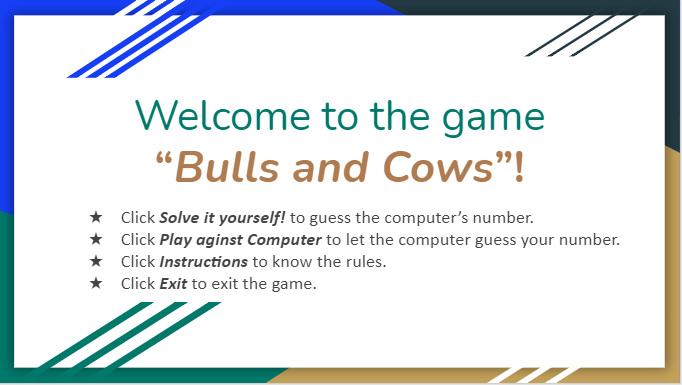 Welcome to the game
“Bulls and Cows”!
★ Click Solve it yourself! to guess the computer’s number.
★ Click Play aginst Computer to let the computer guess your number.
★ Click Instructions to know the rules.
★ Click Exit to exit the game.